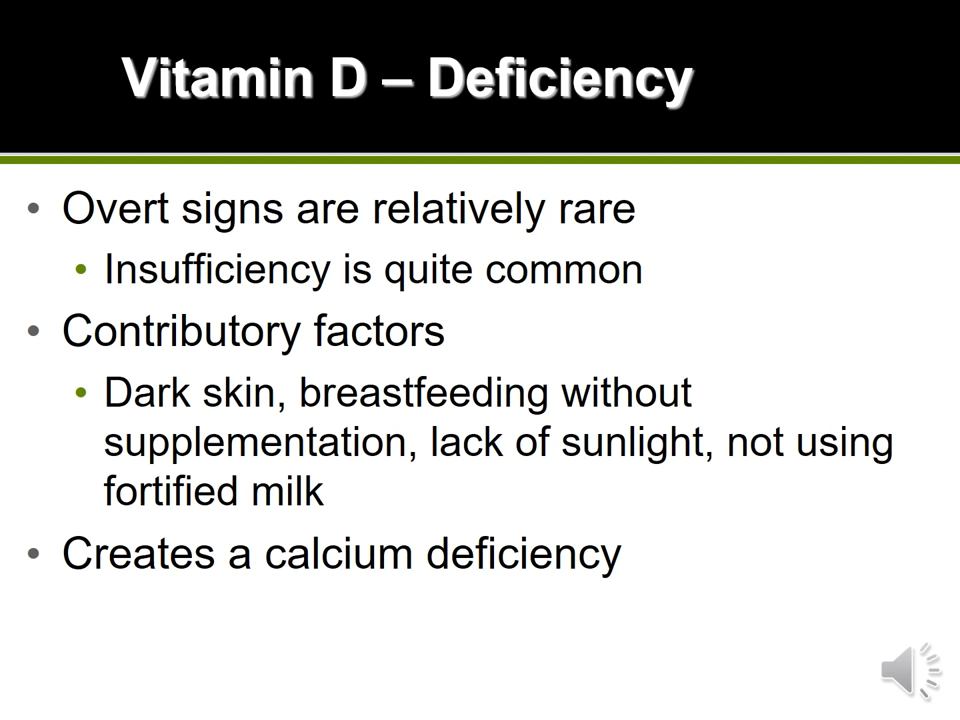 Vitamin D – Deficiency
• Overt signs are relatively rare
• Insufficiency is quite common
• Contributory factors
• Dark skin, breastfeeding without
supplementation, lack of sunlight, not using
fortified milk
• Creates a calcium deficiency